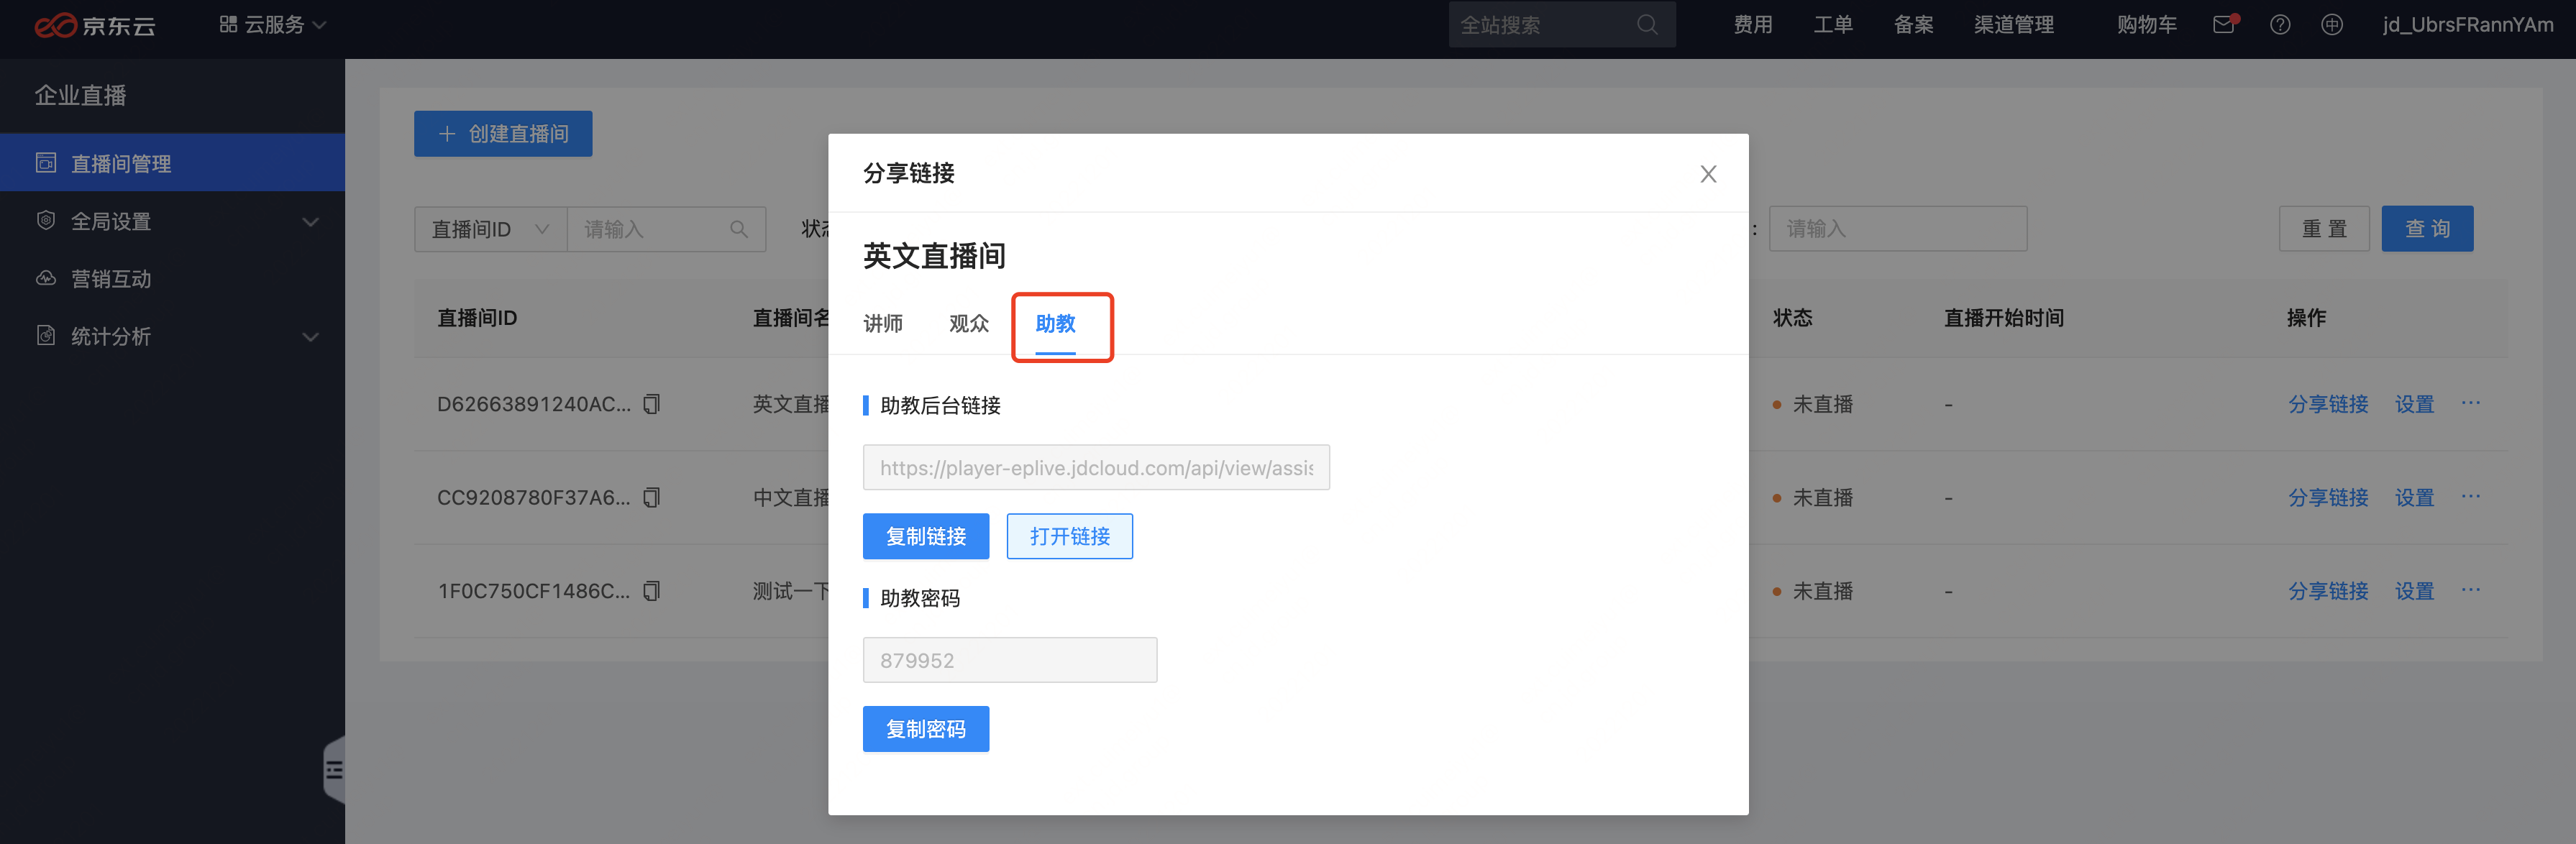 京东云 云服务 全站搜索 费用 工单 备案 渠道管理 购物车 中 jd_UbrsFRannYAm
企业直播
直播间管理
全局设置
营销互动
统计分析
+ 创建直播间
直播间ID 请输入 状态 : 请输入 重 置 查 询
直播间ID 直播间名 状态 直播开始时间 操作
D62663891240AC... 英文直播 未直播 - 分享链接 设置 ...
CC9208780F37A6... 中文直播 未直播 - 分享链接 设置 ...
1F0C750CF1486C... 测试一下 未直播 - 分享链接 设置 ...
分享链接
英文直播间
讲师 观众 助教
助教后台链接
https://player-eplive.jdcloud.com/api/view/assis
复制链接 打开链接
助教密码
879952
复制密码